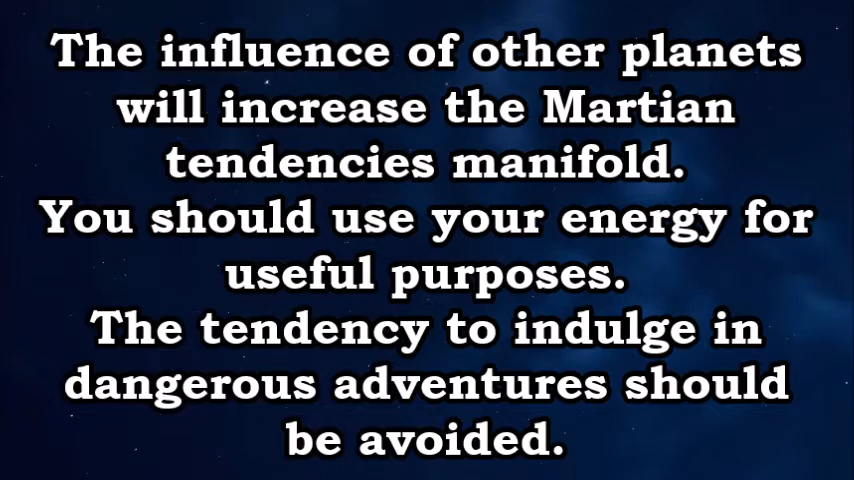 The influence of other planets
will increase the Martian
tendencies manifold.
You should use your energy for
useful purposes.
The tendency to indulge in
dangerous adventures should
be avoided.